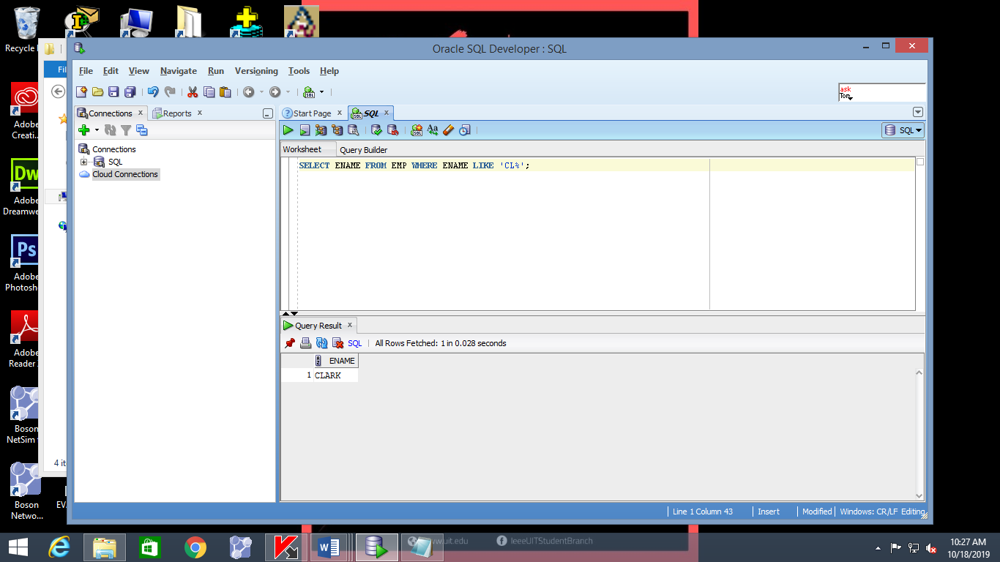 Recycle
Oracle SQL Developer : SQL
Fil
File Edit View Navigate Run Versioning Tools Help
ask
Tom
Connections x Reports x
Start Page x SQL x
SQL
Connections
SQL
Cloud Connections
Worksheet Query Builder
SELECT ENAME FROM EMP WHERE ENAME LIKE 'CL%';
Adobe
Creati...
Dw
Adobe
Dreamwe
Ps
Adobe
Photosh
Adobe
Reader
Boson
NetSim
4 it
Boson
Netwo...
EV
Query Result x
SQL All Rows Fetched: 1 in 0.028 seconds
ENAME
1 CLARK
Line 1 Column 43 Insert Modified Windows: CR/LF Editing
.uit.edu IeeeUITStudentBranch
10:27 AM
10/18/2019